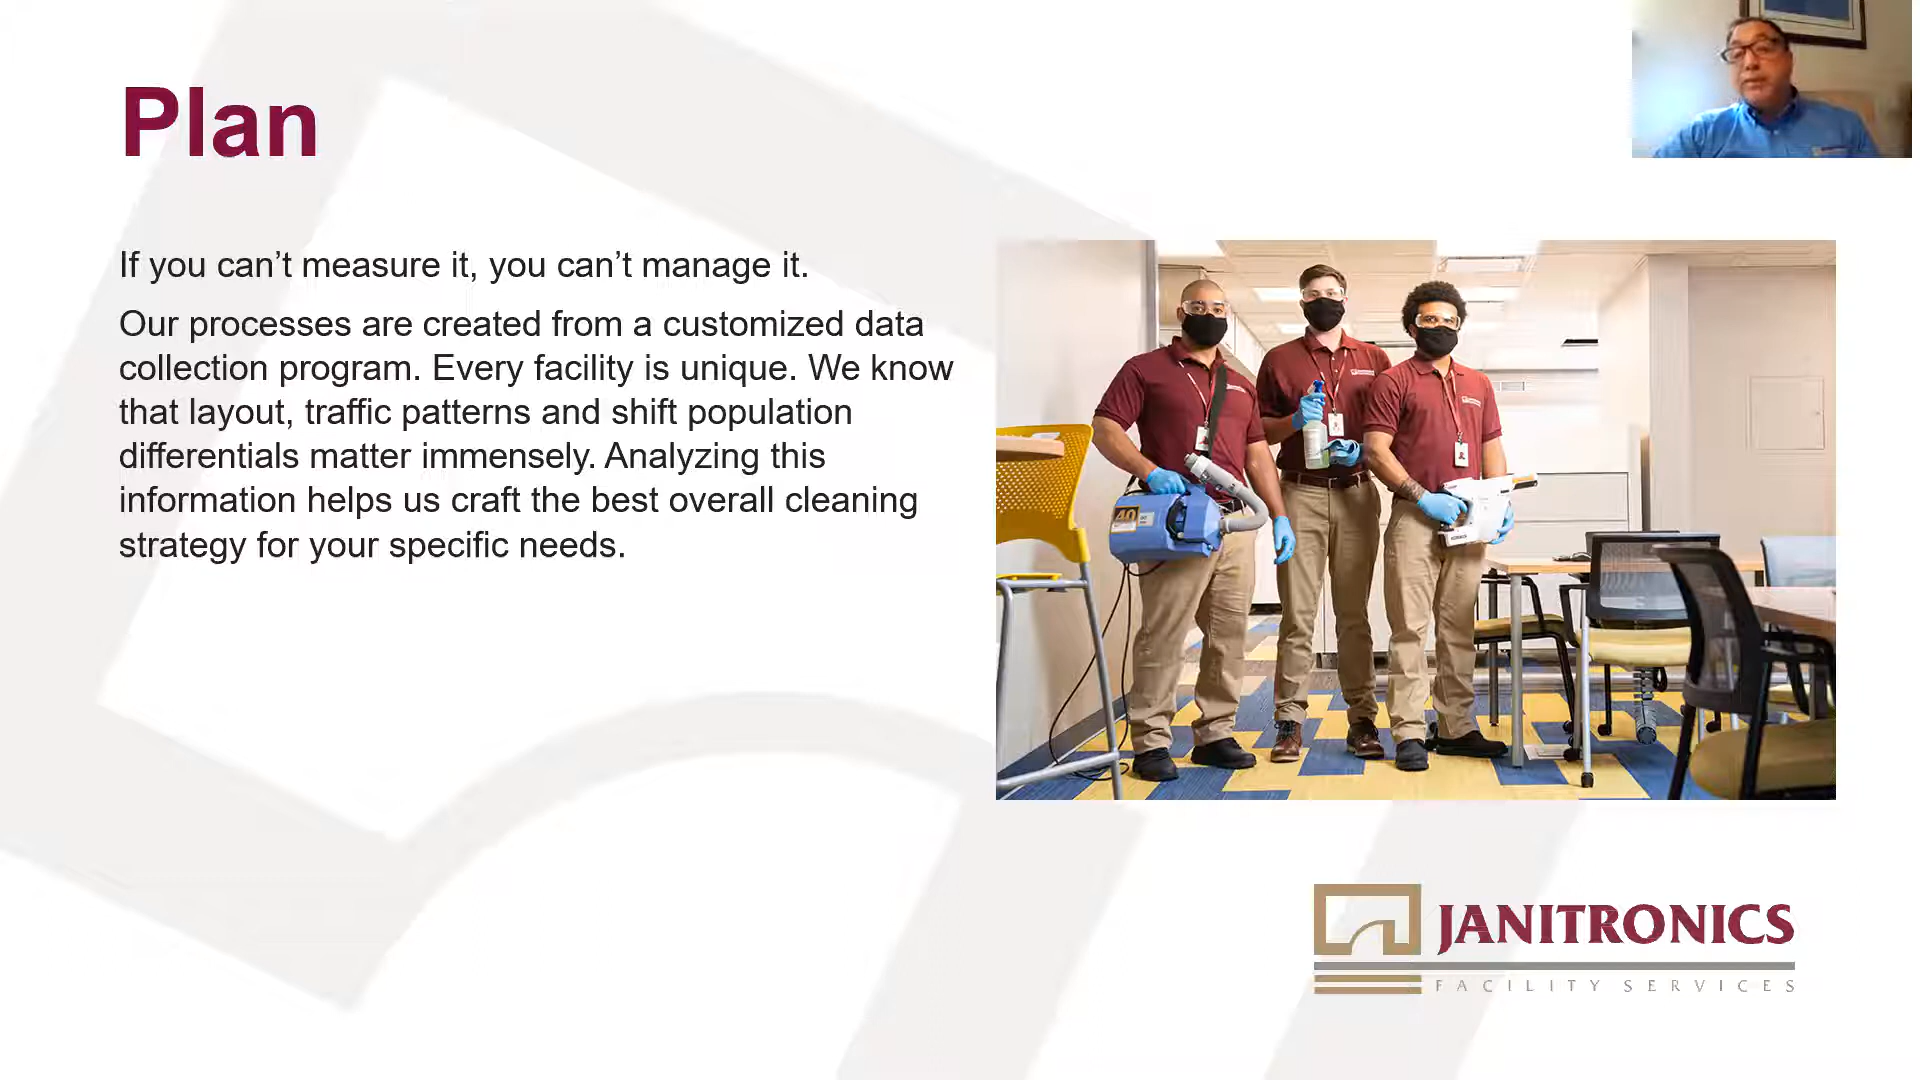 Plan
If you can’t measure it, you can’t manage it.
Our processes are created from a customized data
collection program. Every facility is unique. We know
that layout, traffic patterns and shift population
differentials matter immensely. Analyzing this
information helps us craft the best overall cleaning
strategy for your specific needs.
40
JANITRONICS
FACILITY SERVICES